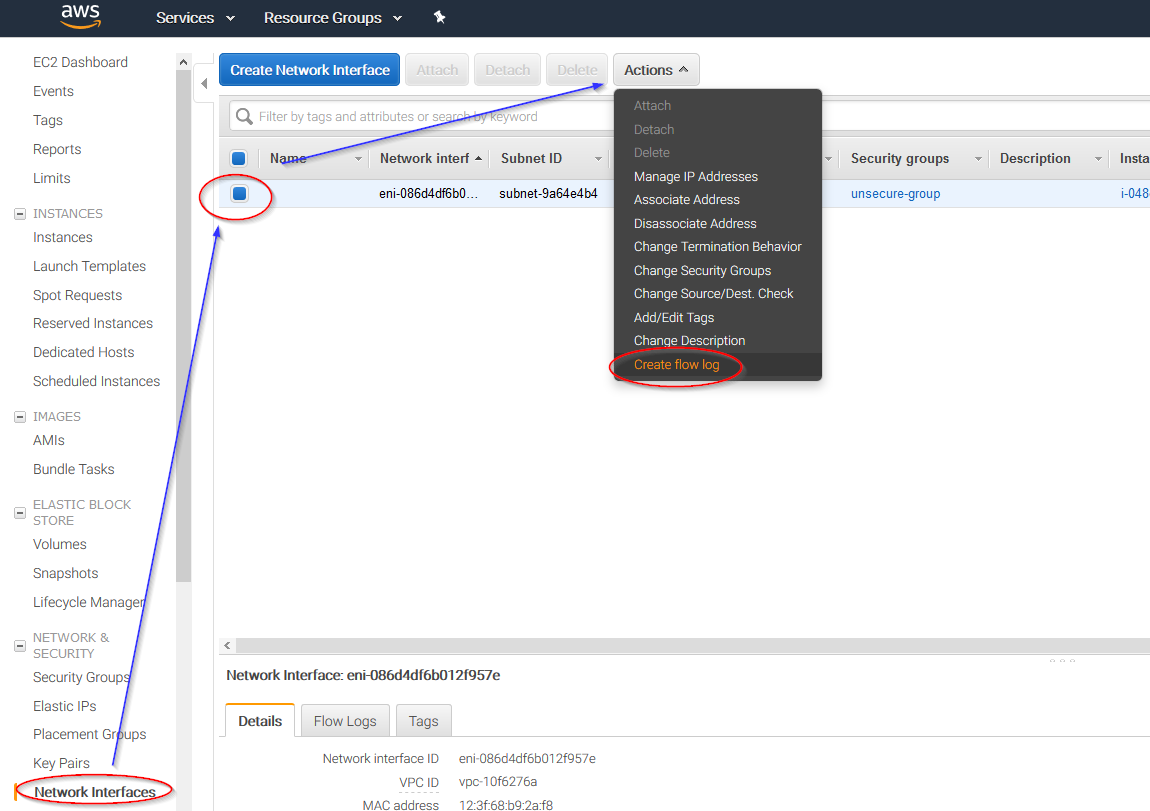 aws Services Resource Groups
EC2 Dashboard
Events
Tags
Reports
Limits
INSTANCES
Instances
Launch Templates
Spot Requests
Reserved Instances
Dedicated Hosts
Scheduled Instances
IMAGES
AMIs
Bundle Tasks
ELASTIC BLOCK
STORE
Volumes
Snapshots
Lifecycle Manager
NETWORK &
SECURITY
Security Groups
Elastic IPs
Placement Groups
Key Pairs
Network Interfaces
Create Network Interface Attach Detach Delete Actions
Filter by tags and attributes or search by keyword
Name Network interf Subnet ID Security groups Description Insta
eni-086d4df6b0... subnet-9a64e4b4 unsecure-group i-048
Attach
Detach
Delete
Manage IP Addresses
Associate Address
Disassociate Address
Change Termination Behavior
Change Security Groups
Change Source/Dest. Check
Add/Edit Tags
Change Description
Create flow log
Network Interface: eni-086d4df6b012f957e
Details Flow Logs Tags
Network interface ID eni-086d4df6b012f957e
VPC ID vpc-10f6276a
MAC address 12:3f:68:b9:2a:f8